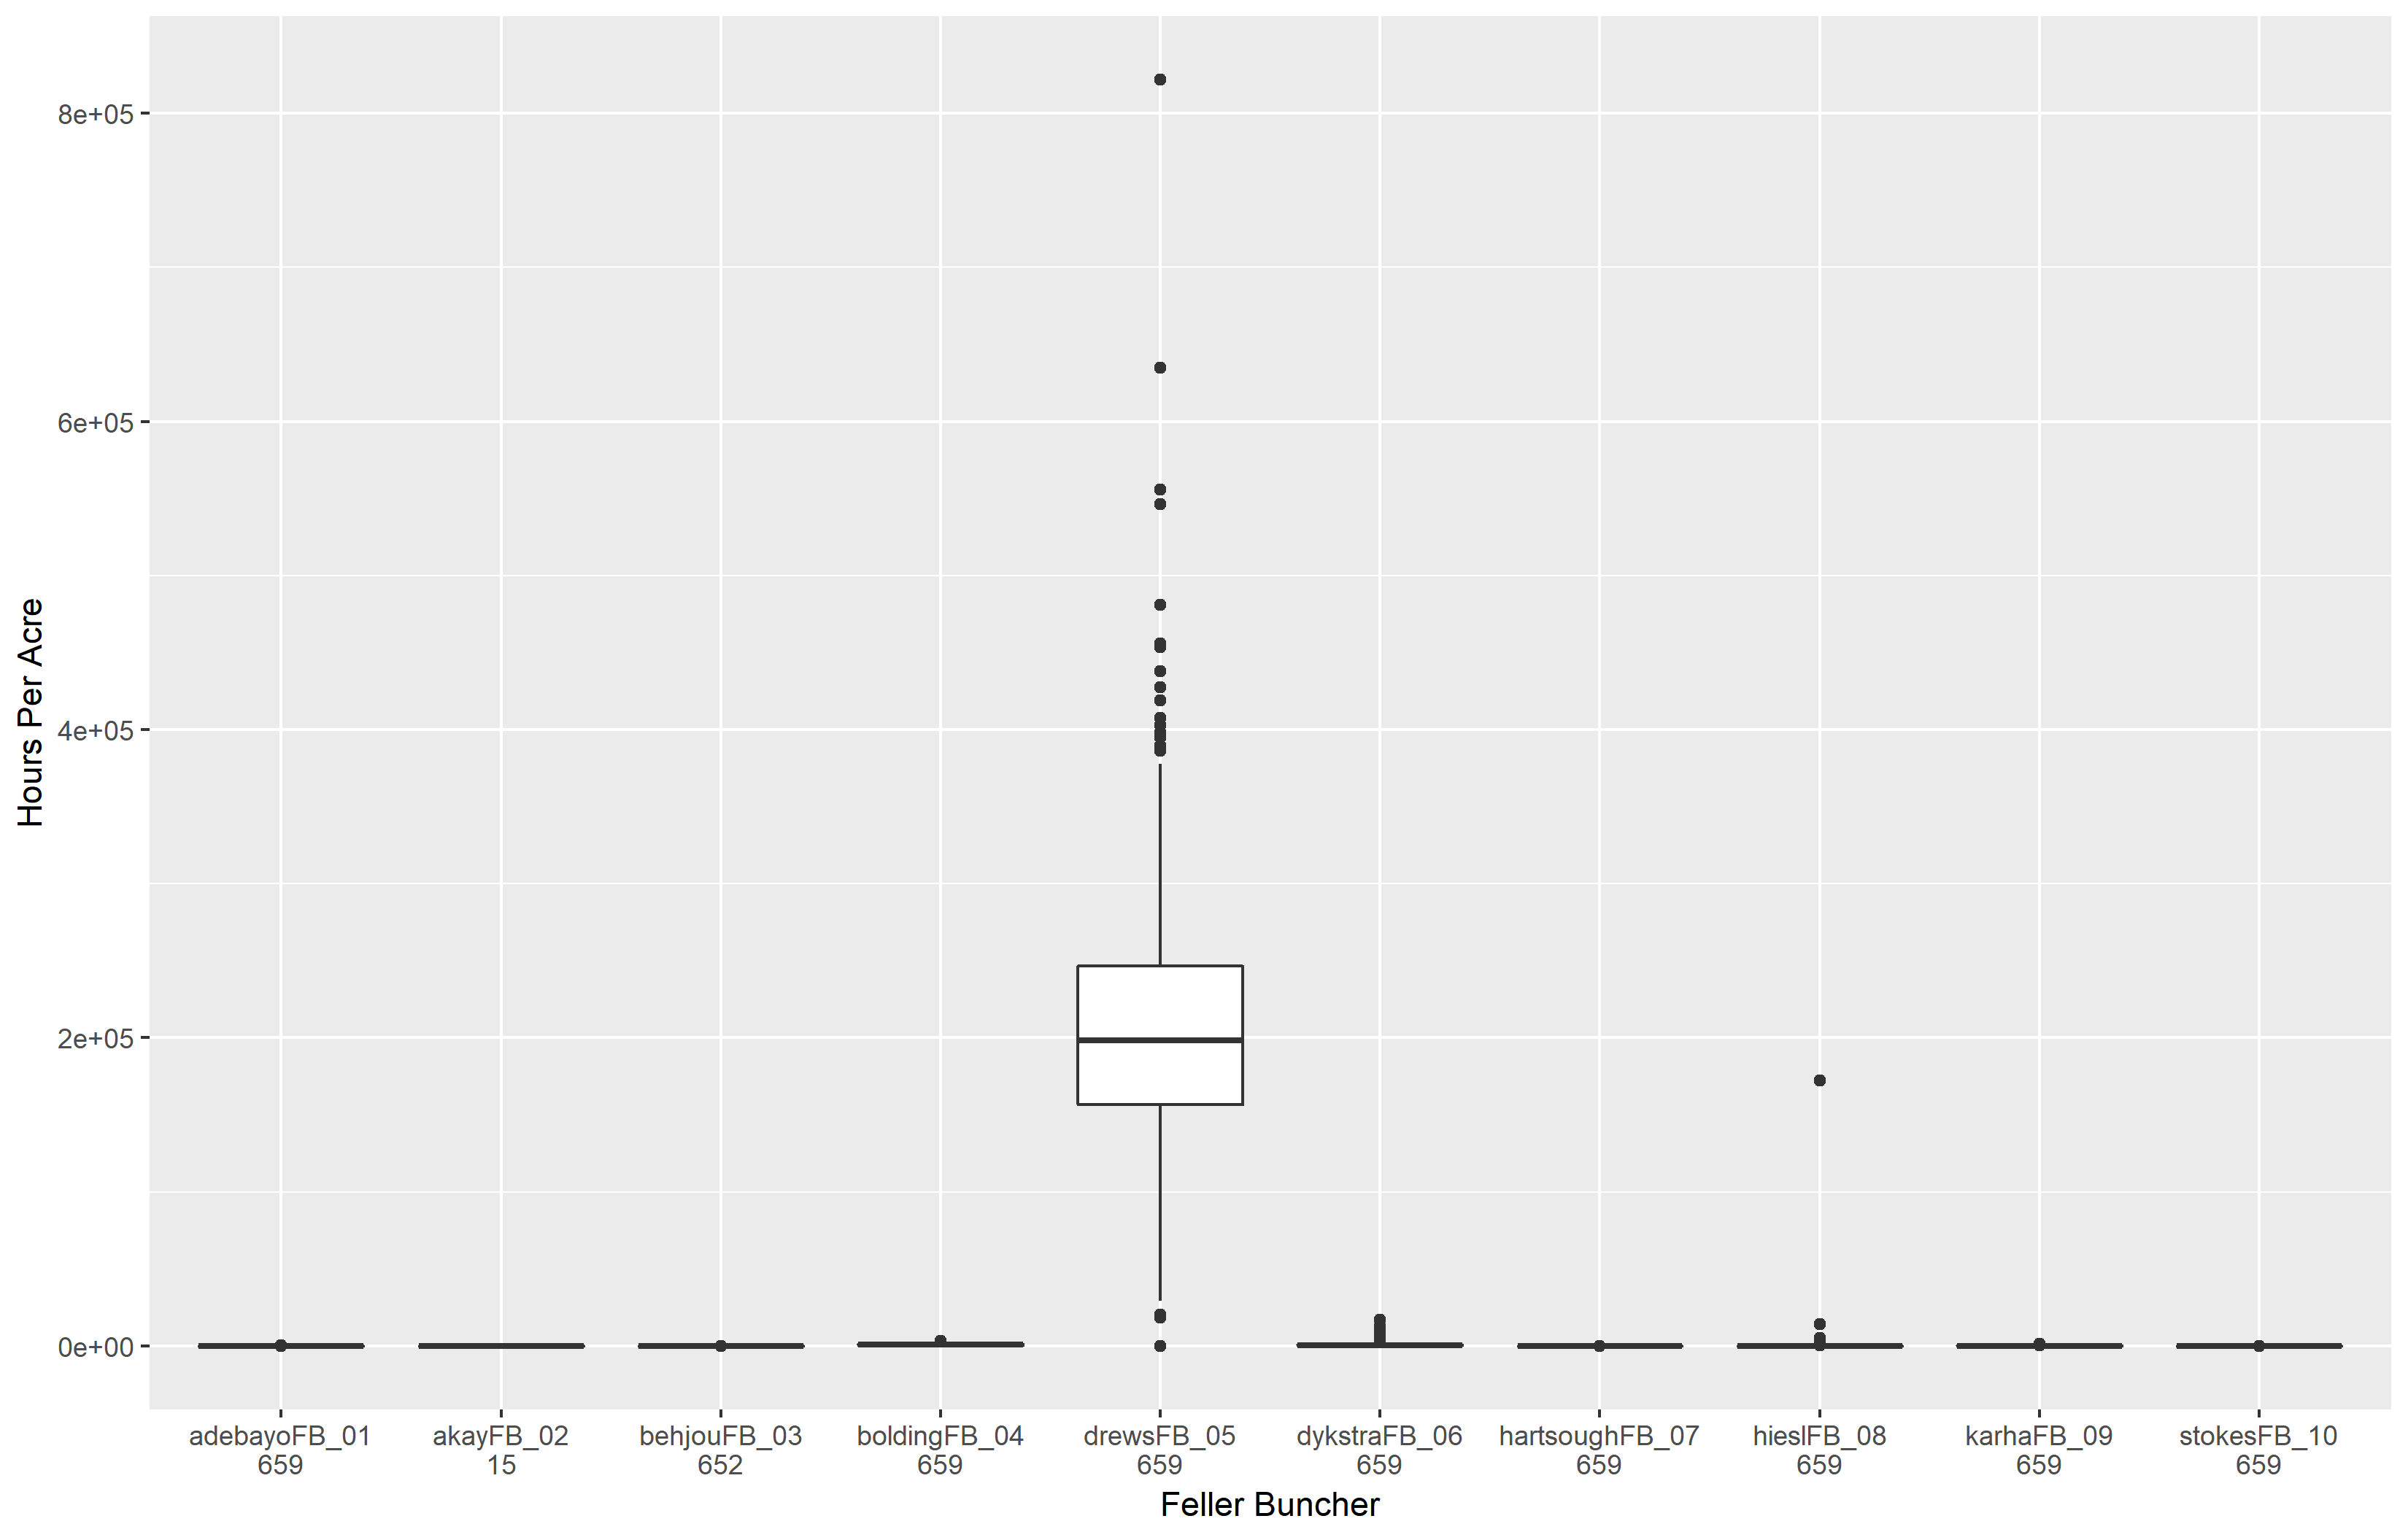 Hours Per Acre
8e+05
6e+05
4e+05
2e+05
0e+00
adebayoFB_01
659
akayFB_02
15
behjouFB_03
652
boldingFB_04
659
drewsFB_05
659
dykstraFB_06
659
hartsoughFB_07
659
hieslFB_08
659
karhaFB_09
659
stokesFB_10
659
Feller Buncher